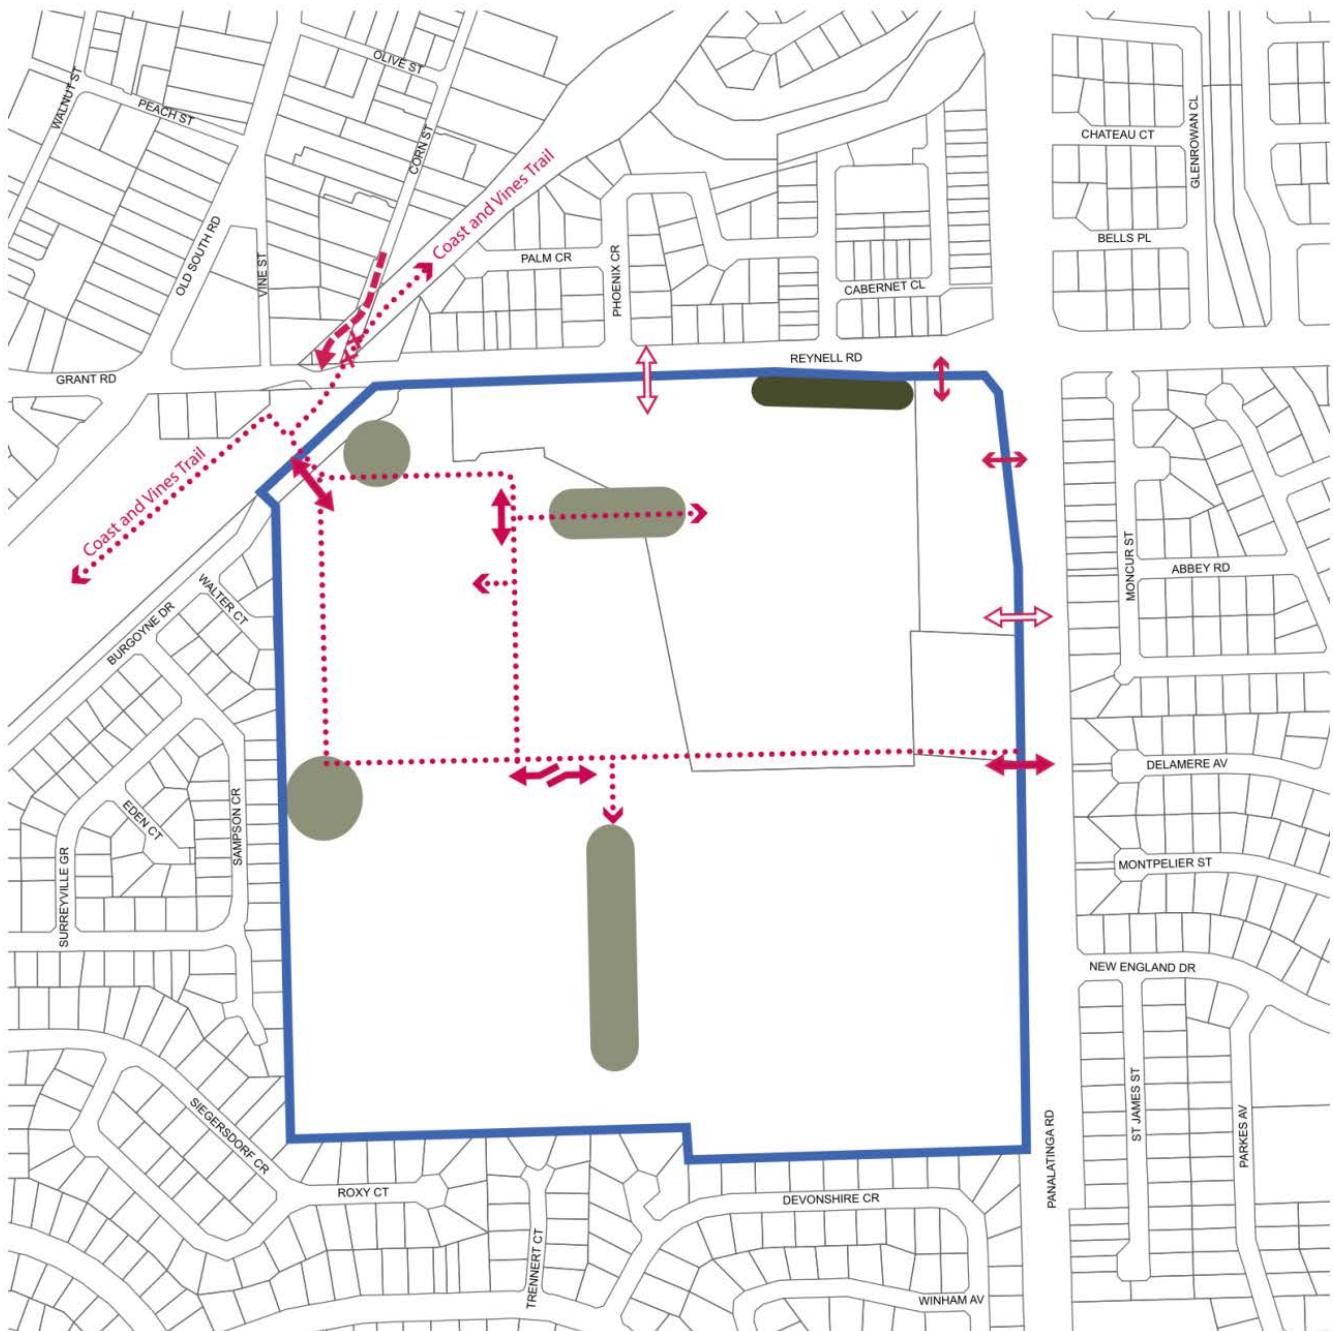 OLIVE ST
WALNUT ST
PEACH ST
CORN ST
CHATEAU CT
GLENROWAN CL
Coast and Vines Trail
OLD SOUTH RD
VINE ST
PALM CR
PHOENIX CR
BELLS PL
CABERNET CL
REYNELL RD
GRANT RD
Coast and Vines Trail
MONCUR ST
ABBEY RD
WALTER CT
BURGOYNE DR
DELAMERE AV
EDEN CT
SAMPSON CR
MONTPELIER ST
SURREYVILLE GR
NEW ENGLAND DR
SIEGERSDORF CR
ST JAMES ST
PARKES AV
PANALATINGA RD
ROXY CT
DEVONSHIRE CR
TRENNERT CT
WINHAM AV